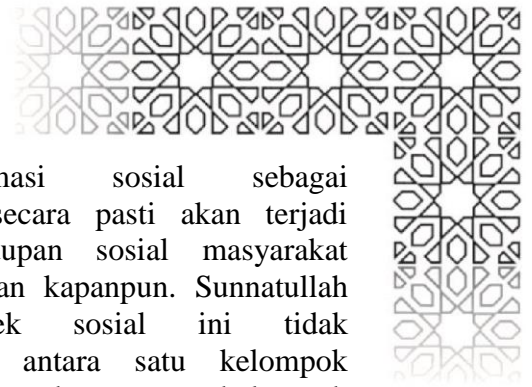 masi sosial sebagai
secara pasti akan terjadi
upan sosial masyarakat
an kapanpun. Sunnatullah
ek sosial ini tidak
antara satu kelompok